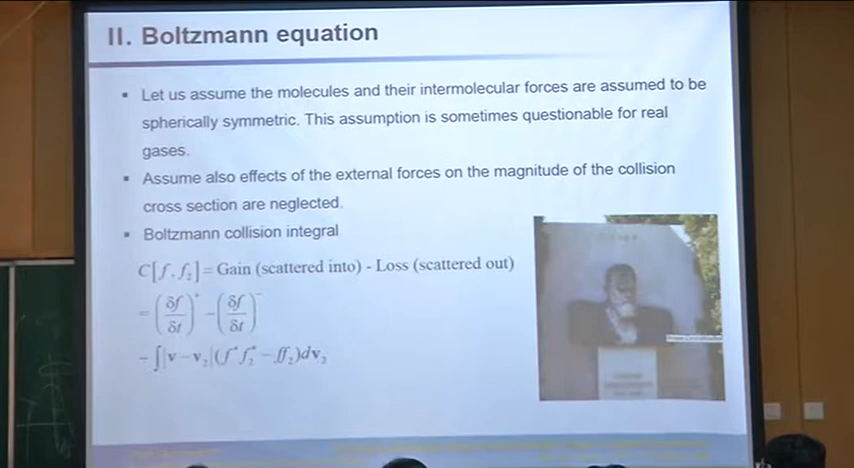 II. Boltzmann equation
▪ Let us assume the molecules and their intermolecular forces are assumed to be
spherically symmetric. This assumption is sometimes questionable for real
gases.
▪ Assume also effects of the external forces on the magnitude of the collision
cross section are neglected.
▪ Boltzmann collision integral
C[f, f₂] = Gain (scattered into) - Loss (scattered out)
= (δf/δt)⁺ - (δf/δt)⁻
= ∫|v - v₂|(f*f₂* - ff₂)dv₂